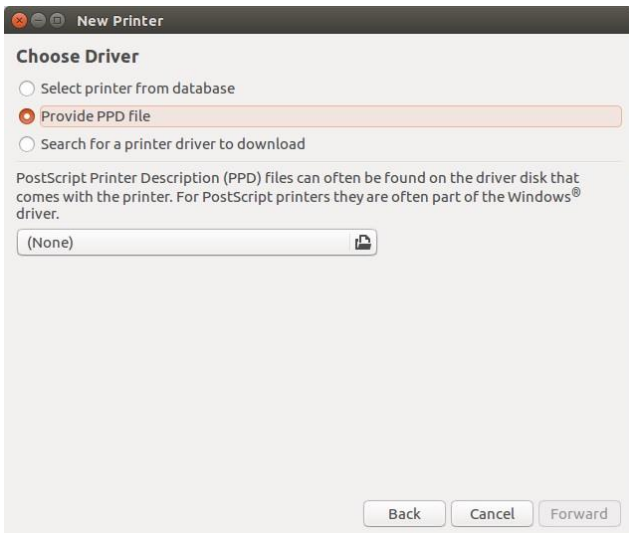 New Printer
Choose Driver
Select printer from database
Provide PPD file
Search for a printer driver to download
PostScript Printer Description (PPD) files can often be found on the driver disk that
comes with the printer. For PostScript printers they are often part of the Windows®
driver.
(None)
Back Cancel Forward